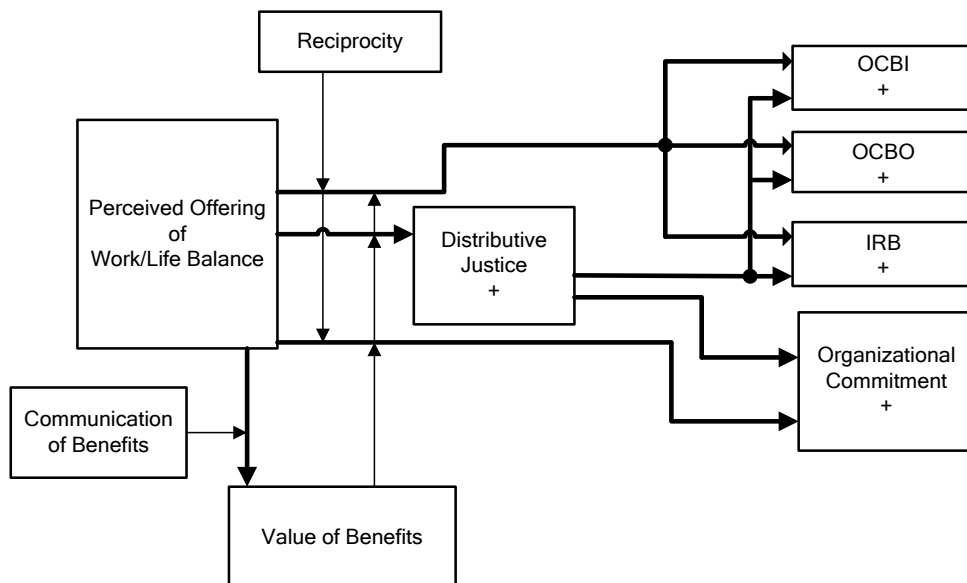 Reciprocity
OCBI
+
OCBO
+
Perceived Offering
of
Work/Life Balance
Distributive
Justice
+
IRB
+
Organizational
Commitment
+
Communication
of Benefits
Value of Benefits